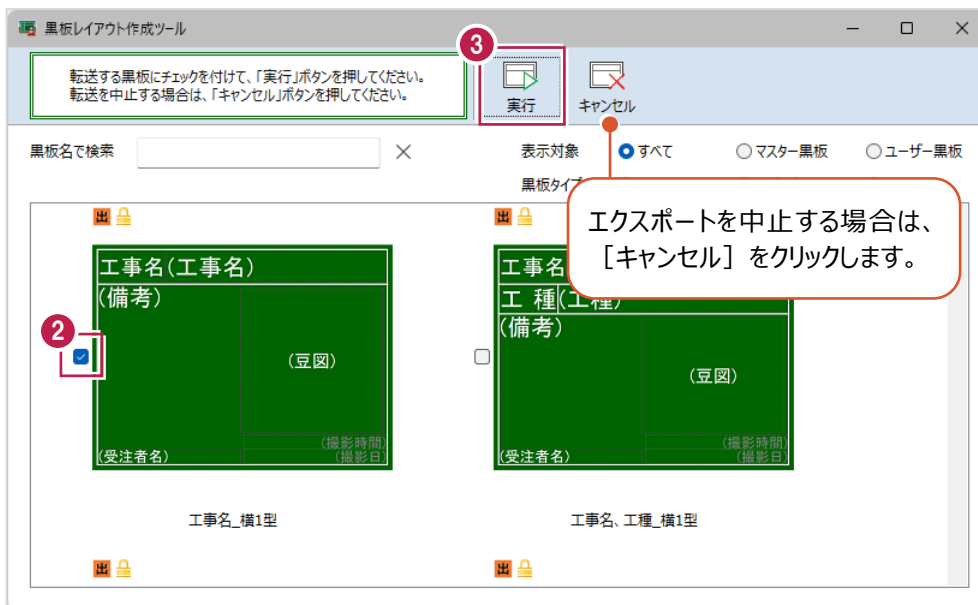 黒板レイアウト作成ツール
3
転送する黒板にチェックを付けて、「実行」ボタンを押してください。
転送を中止する場合は、「キャンセル」ボタンを押してください。
実行
キャンセル
黒板名で検索
表示対象
すべて
マスター黒板
ユーザー黒板
黒板タイプ
エクスポートを中止する場合は、
［キャンセル］をクリックします。
出
出
工事名(工事名)
(備考)
2
(豆図)
(撮影時間)
(受注者名)
(撮影日)
工事名
工 種(工種)
(備考)
(豆図)
(撮影時間)
(受注者名)
(撮影日)
工事名_横1型
工事名、工種_横1型
出
出